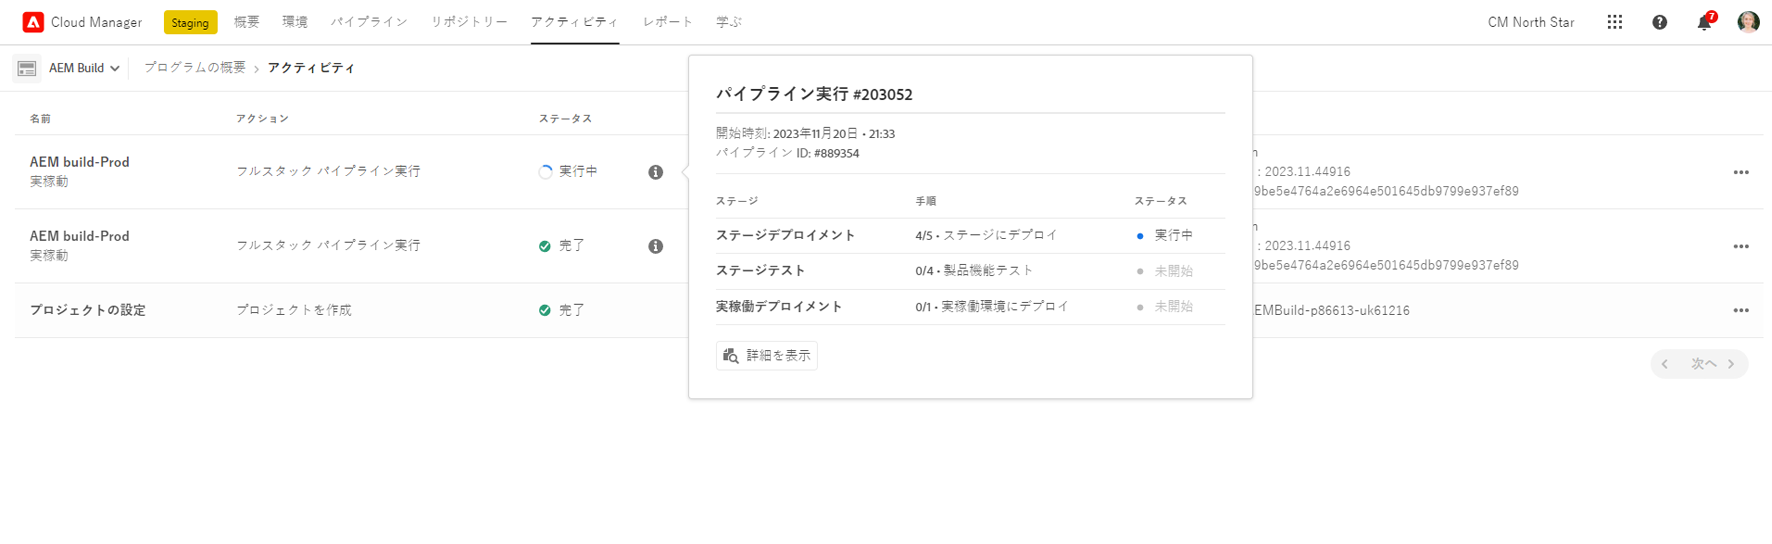 Cloud Manager Staging 概要 環境 パイプライン リポジトリー アクティビティ レポート 学ぶ CM North Star 7
AEM Build プログラムの概要 › アクティビティ
名前 アクション ステータス
AEM build-Prod
実稼動
フルスタック パイプライン実行 実行中
: 2023.11.44916
9be5e4764a2e6964e501645db9799e937ef89
AEM build-Prod
実稼動
フルスタック パイプライン実行 完了
: 2023.11.44916
9be5e4764a2e6964e501645db9799e937ef89
プロジェクトの設定 プロジェクトを作成 完了 EMBuild-p86613-uk61216
次へ
パイプライン実行 #203052
開始時刻: 2023年11月20日 • 21:33
パイプライン ID: #889354
ステージ 手順 ステータス
ステージデプロイメント 4/5 • ステージにデプロイ 実行中
ステージテスト 0/4 • 製品機能テスト 未開始
実稼働デプロイメント 0/1 • 実稼働環境にデプロイ 未開始
詳細を表示